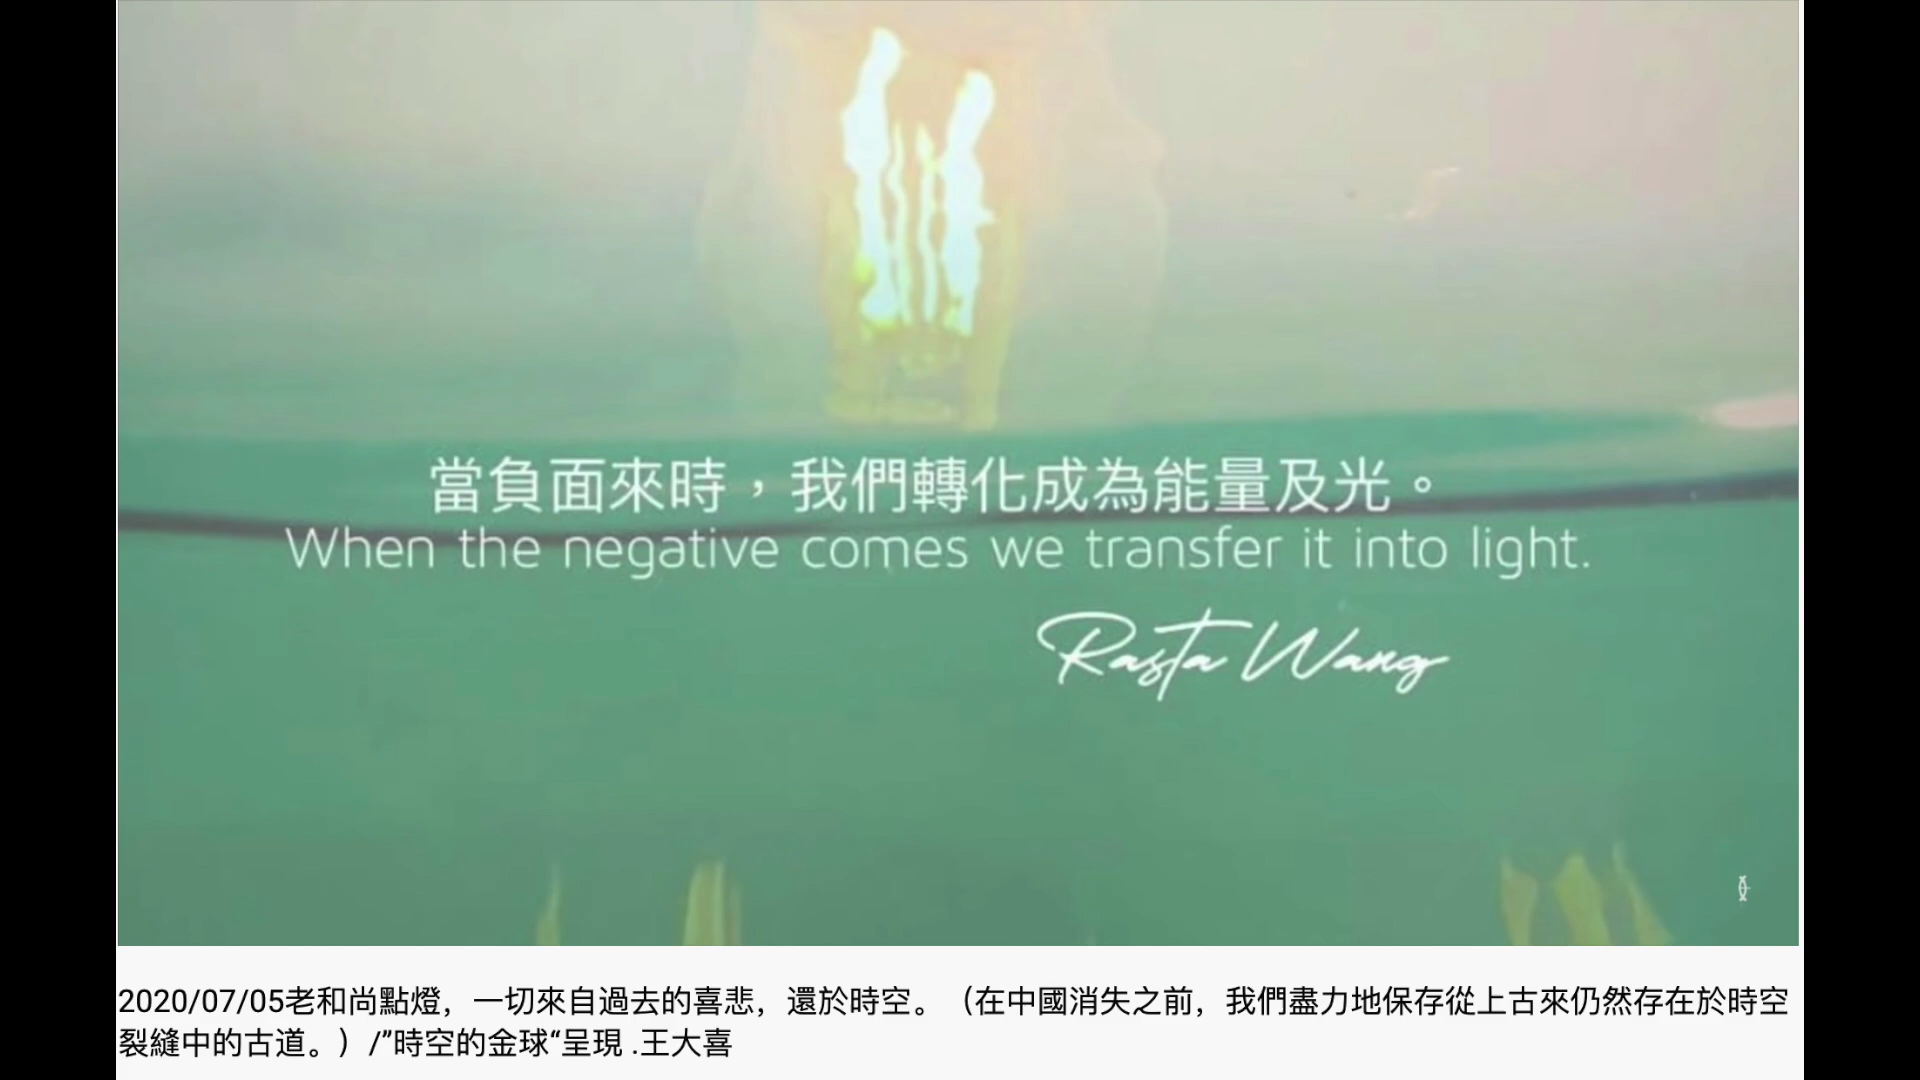 當負面來時，我們轉化成為能量及光。
When the negative comes we transfer it into light.
Rasta Wang
2020/07/05老和尚點燈，一切來自過去的喜悲，還於時空。（在中國消失之前，我們盡力地保存從上古來仍然存在於時空
裂縫中的古道。）/”時空的金球“呈現 .王大喜